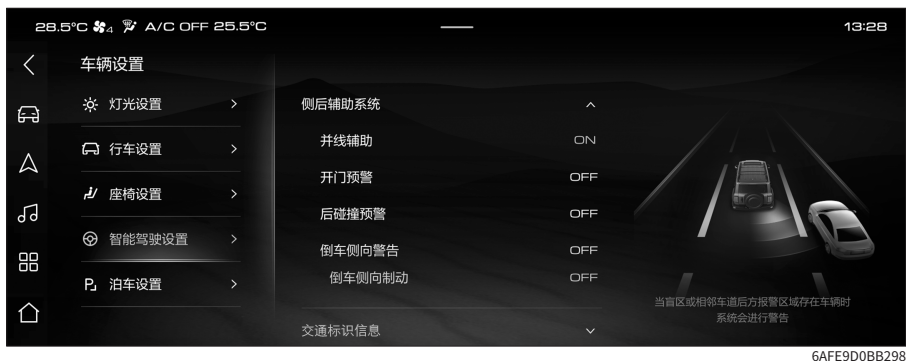 28.5°C 4 A/C OFF 25.5°C
13:28
车辆设置
灯光设置
行车设置
座椅设置
智能驾驶设置
泊车设置
侧后辅助系统
并线辅助 ON
开门预警 OFF
后碰撞预警 OFF
倒车侧向警告 OFF
倒车侧向制动 OFF
交通标识信息
当盲区或相邻车道后方报警区域存在车辆时
系统会进行警告
6AFE9D0BB298